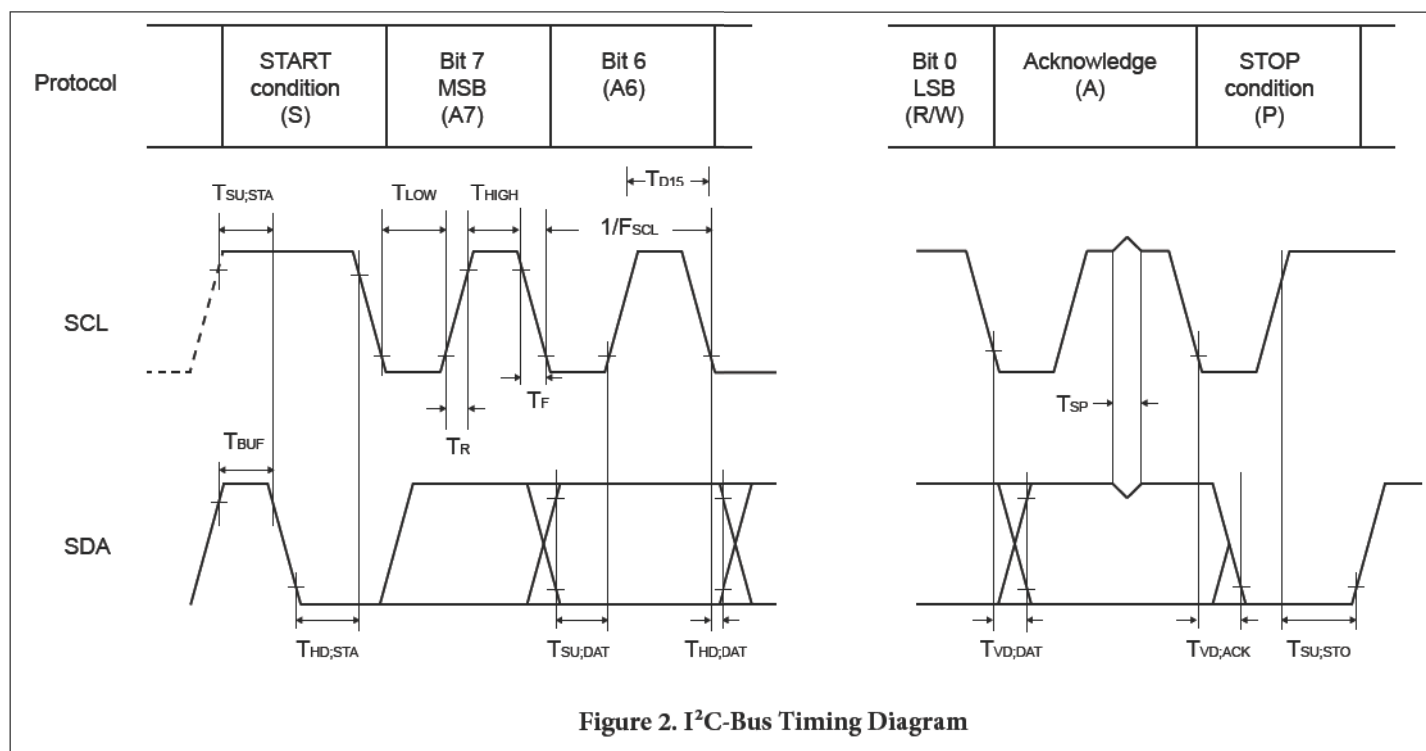 Protocol
START
condition
(S)
Bit 7
MSB
(A7)
Bit 6
(A6)
Bit 0
LSB
(R/W)
Acknowledge
(A)
STOP
condition
(P)
TSU;STA
TLOW
THIGH
TD15
1/FSCL
SCL
TF
TR
TSP
TBUF
SDA
THD;STA
TSU;DAT
THD;DAT
TVD;DAT
TVD;ACK
TSU;STO
Figure 2. I²C-Bus Timing Diagram